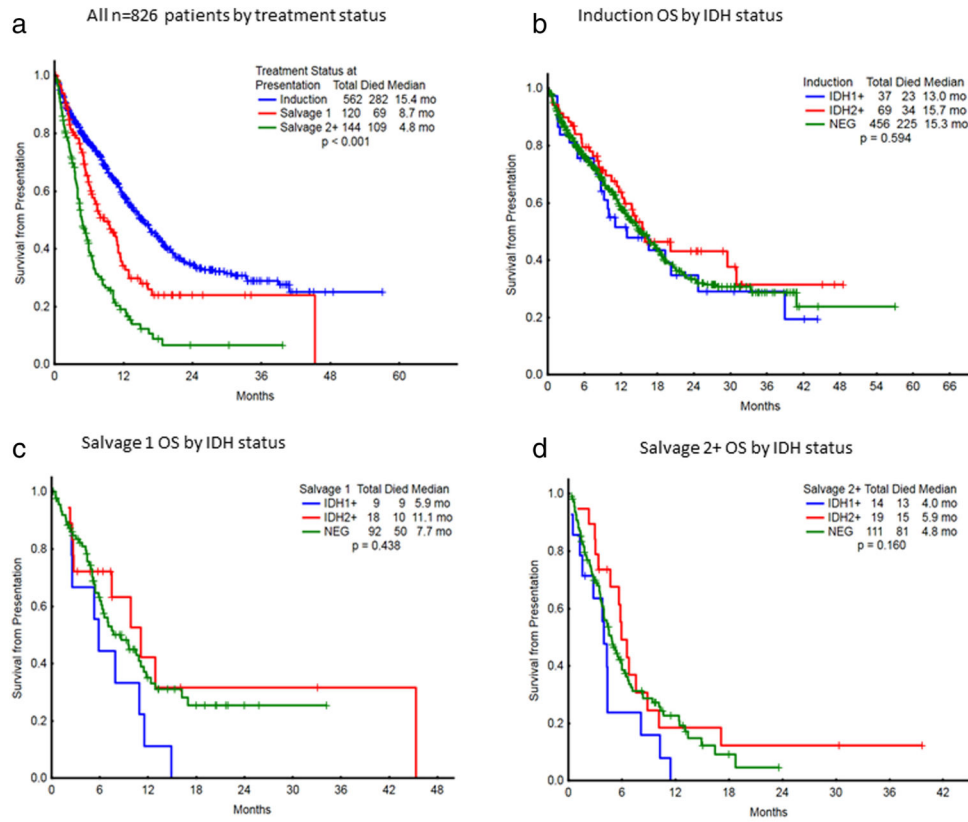 a
All n=826 patients by treatment status
Treatment Status at
Presentation Total Died Median
Induction 562 282 15.4 mo
Salvage 1 120 69 8.7 mo
Salvage 2+ 144 109 4.8 mo
p < 0.001
Survival from Presentation
1.0
0.8
0.6
0.4
0.2
0.0
0 12 24 36 48 60
Months
b
Induction OS by IDH status
Induction Total Died Median
IDH1+ 37 23 13.0 mo
IDH2+ 69 34 15.7 mo
NEG 456 225 15.3 mo
p = 0.594
Survival from Presentation
1.0
0.8
0.6
0.4
0.2
0.0
0 6 12 18 24 30 36 42 48 54 60 66
Months
c
Salvage 1 OS by IDH status
Salvage 1 Total Died Median
IDH1+ 9 9 5.9 mo
IDH2+ 18 10 11.1 mo
NEG 92 50 7.7 mo
p = 0.438
Survival from Presentation
1.0
0.8
0.6
0.4
0.2
0.0
0 6 12 18 24 30 36 42 48
Months
d
Salvage 2+ OS by IDH status
Salvage 2+ Total Died Median
IDH1+ 14 13 4.0 mo
IDH2+ 19 15 5.9 mo
NEG 111 81 4.8 mo
p = 0.160
Survival from Presentation
1.0
0.8
0.6
0.4
0.2
0.0
0 6 12 18 24 30 36 42
Months